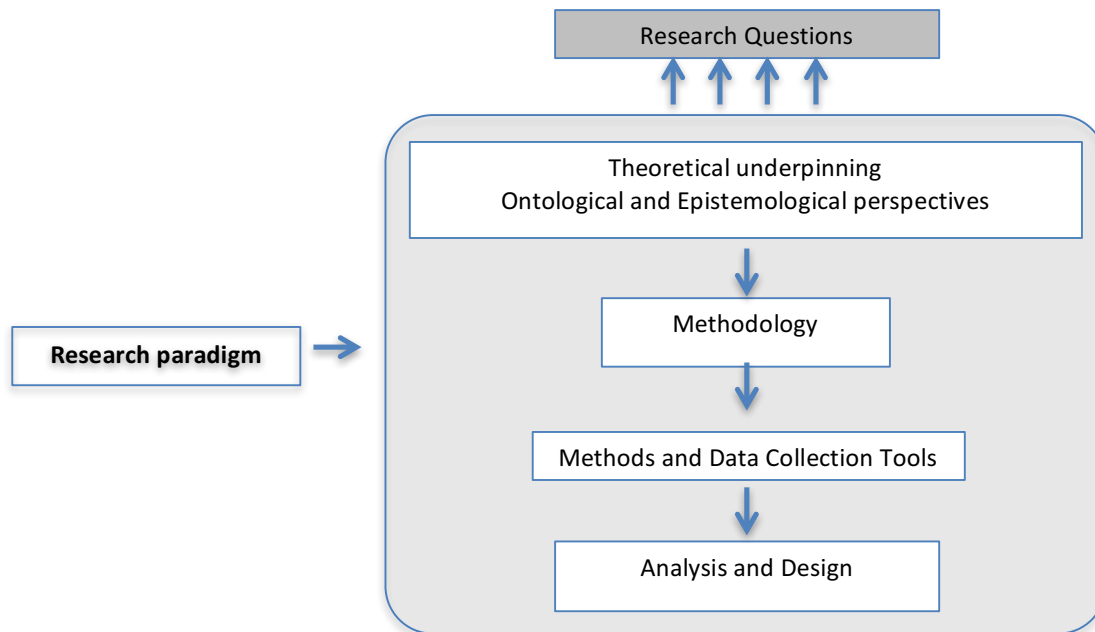 Research Questions
Theoretical underpinning
Ontological and Epistemological perspectives
Methodology
Research paradigm
Methods and Data Collection Tools
Analysis and Design